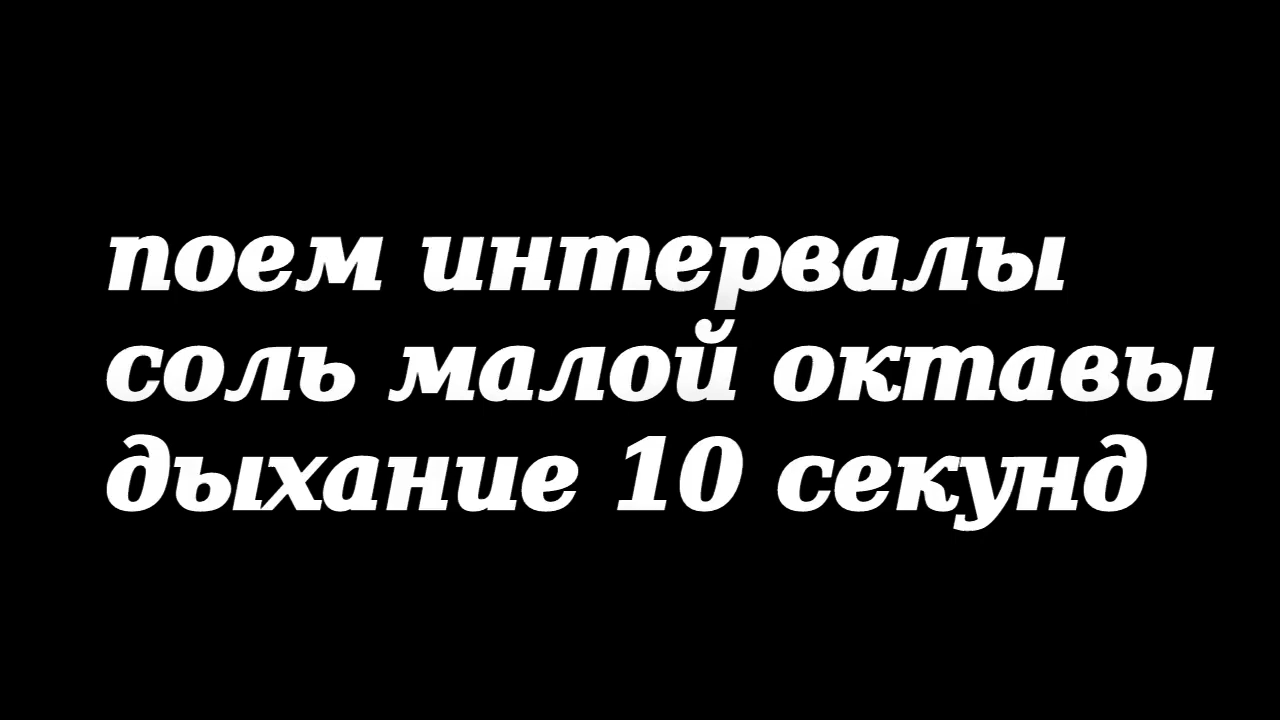 поем интервалы
соль малой октавы
дыхание 10 секунд